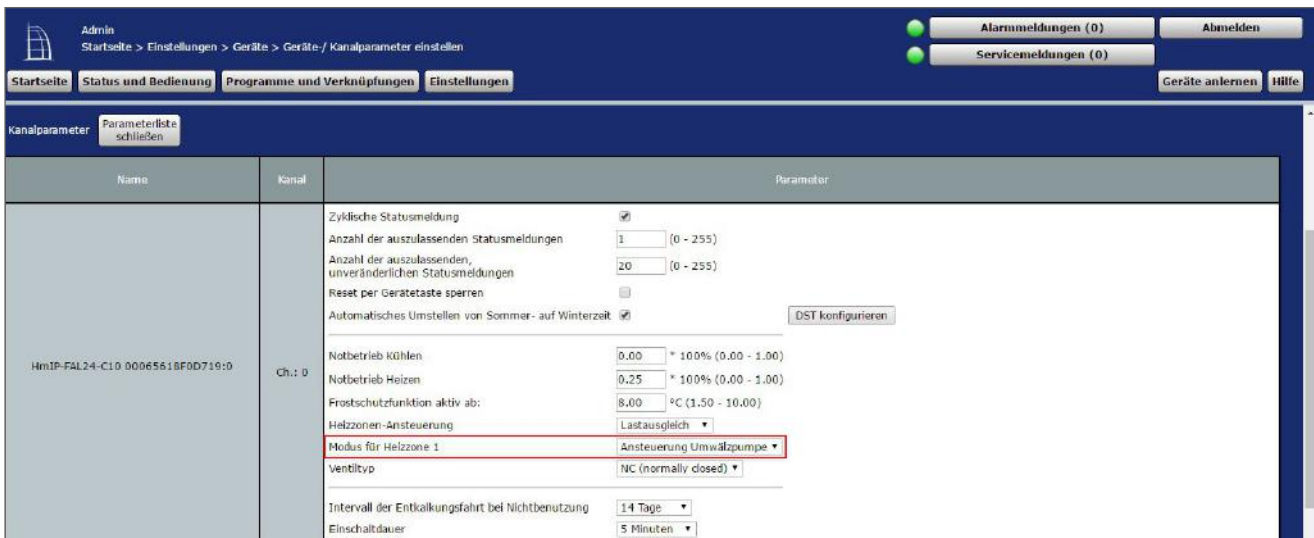 Admin
Alarmmeldungen (0)
Abmelden
Startseite > Einstellungen > Geräte > Geräte-/ Kanalparameter einstellen
Servicemeldungen (0)
Startseite
Status und Bedienung
Programme und Verknüpfungen
Einstellungen
Geräte anlernen
Hilfe
Kanalparameter
Parameterliste
schließen
Name
Kanal
Parameter
Zyklische Statusmeldung
Anzahl der auszulassenden Statusmeldungen 1 (0 - 255)
Anzahl der auszulassenden,
unveränderlichen Statusmeldungen 20 (0 - 255)
Reset per Gerätetaste sperren
Automatisches Umstellen von Sommer- auf Winterzeit DST konfigurieren
HmIP-FAL24-C10 00065618F0D719:0
Ch.: 0
Notbetrieb Kühlen 0.00 * 100% (0.00 - 1.00)
Notbetrieb Heizen 0.25 * 100% (0.00 - 1.00)
Frostschutzfunktion aktiv ab: 8.00 °C (1.50 - 10.00)
Heizzonen-Ansteuerung Lastausgleich
Modus für Heizzone 1 Ansteuerung Umwälzpumpe
Ventiltyp NC (normally closed)
Intervall der Entkalkungsfahrt bei Nichtbenutzung 14 Tage
Einschaltdauer 5 Minuten